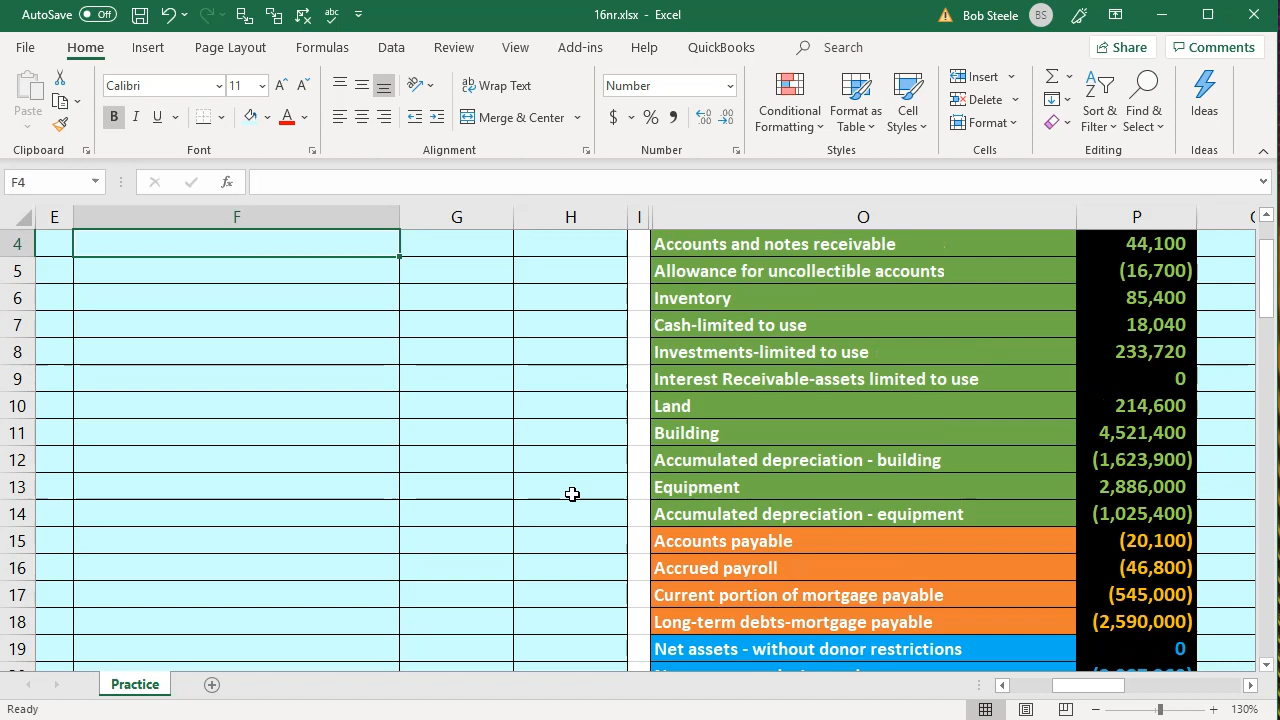 AutoSave Off 16nr.xlsx - Excel Bob Steele BS
File Home Insert Page Layout Formulas Data Review View Add-ins Help QuickBooks Search Share Comments
Paste
Clipboard
Calibri 11
B I U A
Font
Wrap Text
Merge & Center
Alignment
Number
$ %
Number
Conditional Formatting
Format as Table
Cell Styles
Styles
Insert
Delete
Format
Cells
Sort & Filter
Find & Select
Editing
Ideas
Ideas
F4 fx
E F G H I O P
4 Accounts and notes receivable 44,100
5 Allowance for uncollectible accounts (16,700)
6 Inventory 85,400
7 Cash-limited to use 18,040
8 Investments-limited to use 233,720
9 Interest Receivable-assets limited to use 0
10 Land 214,600
11 Building 4,521,400
12 Accumulated depreciation - building (1,623,900)
13 Equipment 2,886,000
14 Accumulated depreciation - equipment (1,025,400)
15 Accounts payable (20,100)
16 Accrued payroll (46,800)
17 Current portion of mortgage payable (545,000)
18 Long-term debts-mortgage payable (2,590,000)
19 Net assets - without donor restrictions 0
Practice
Ready 130%